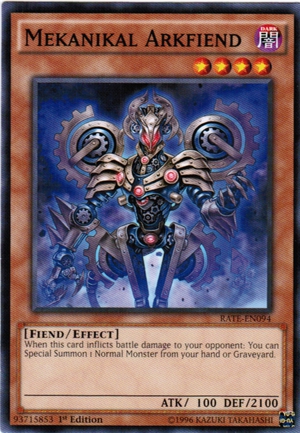 MEKANIKAL ARKFIEND
DARK
闇
RATE-EN094
[FIEND/EFFECT]
When this card inflicts battle damage to your opponent: You can
Special Summon 1 Normal Monster from your hand or Graveyard.
ATK/ 100 DEF/2100
93715853 1st Edition ©1996 KAZUKI TAKAHASHI